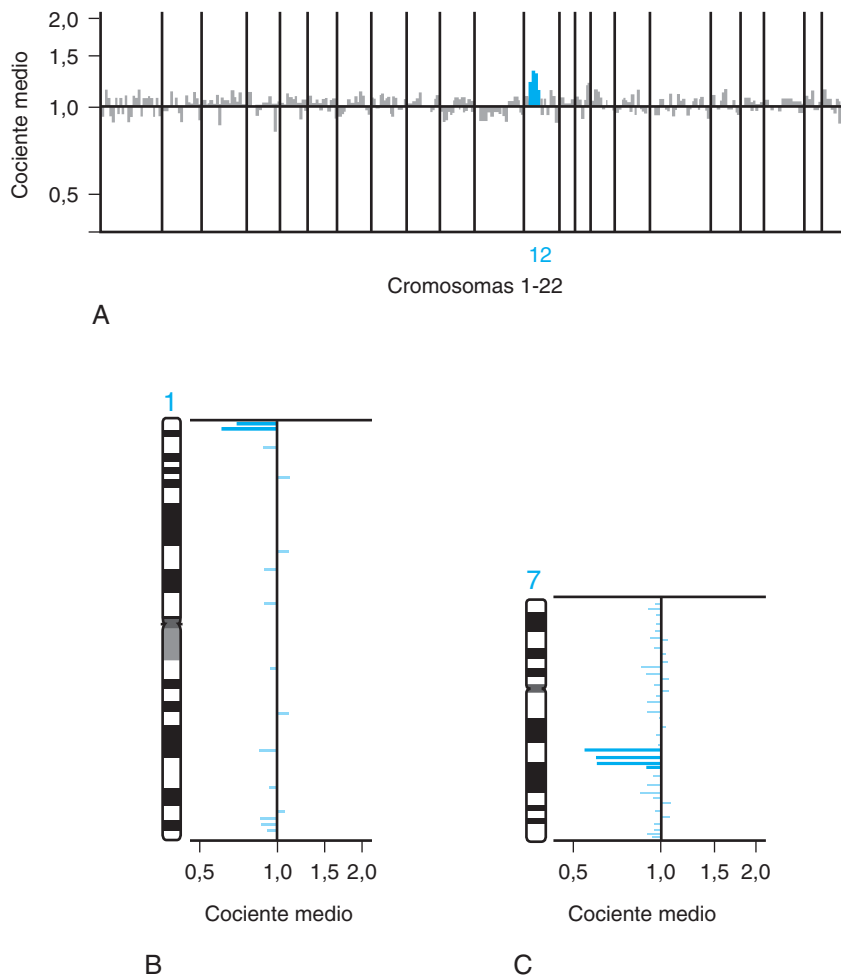 2,0
1,5
1,0
0,5
Cociente medio
12
Cromosomas 1-22
A
1
0,5 1,0 1,5 2,0
Cociente medio
B
7
0,5 1,0 1,5 2,0
Cociente medio
C